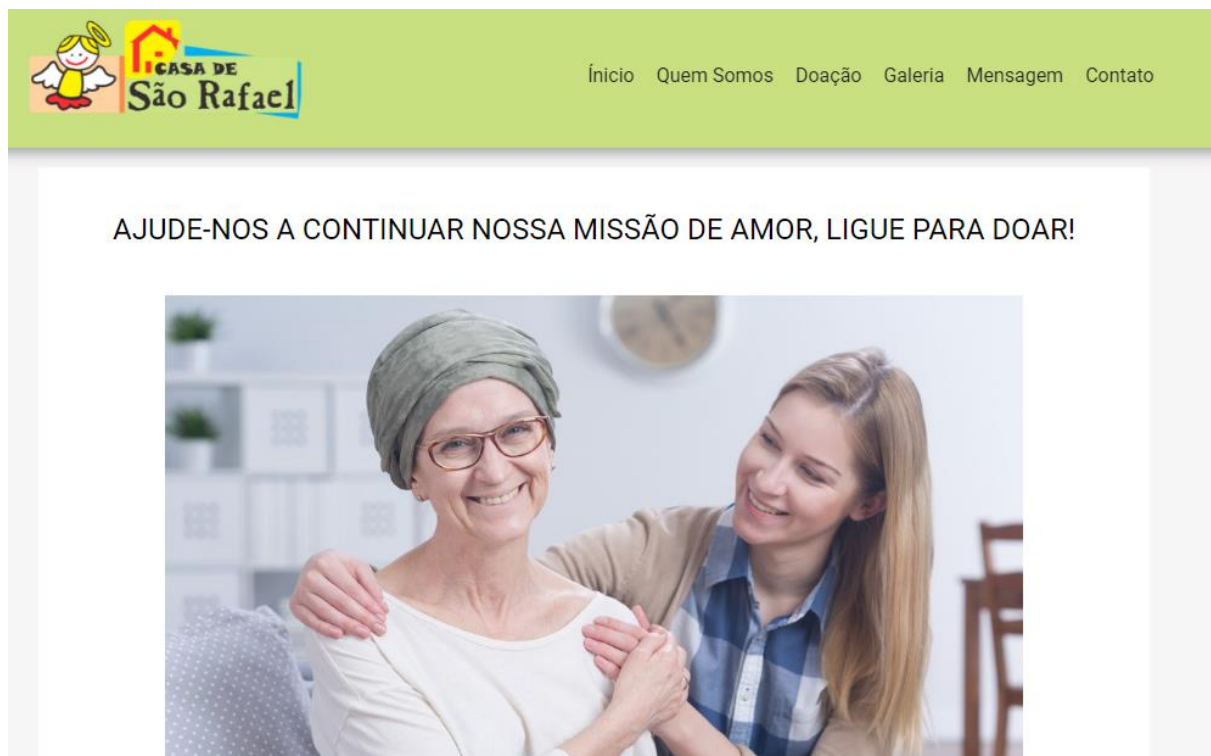 CASA DE
São Rafael
Ínicio Quem Somos Doação Galeria Mensagem Contato
AJUDE-NOS A CONTINUAR NOSSA MISSÃO DE AMOR, LIGUE PARA DOAR!